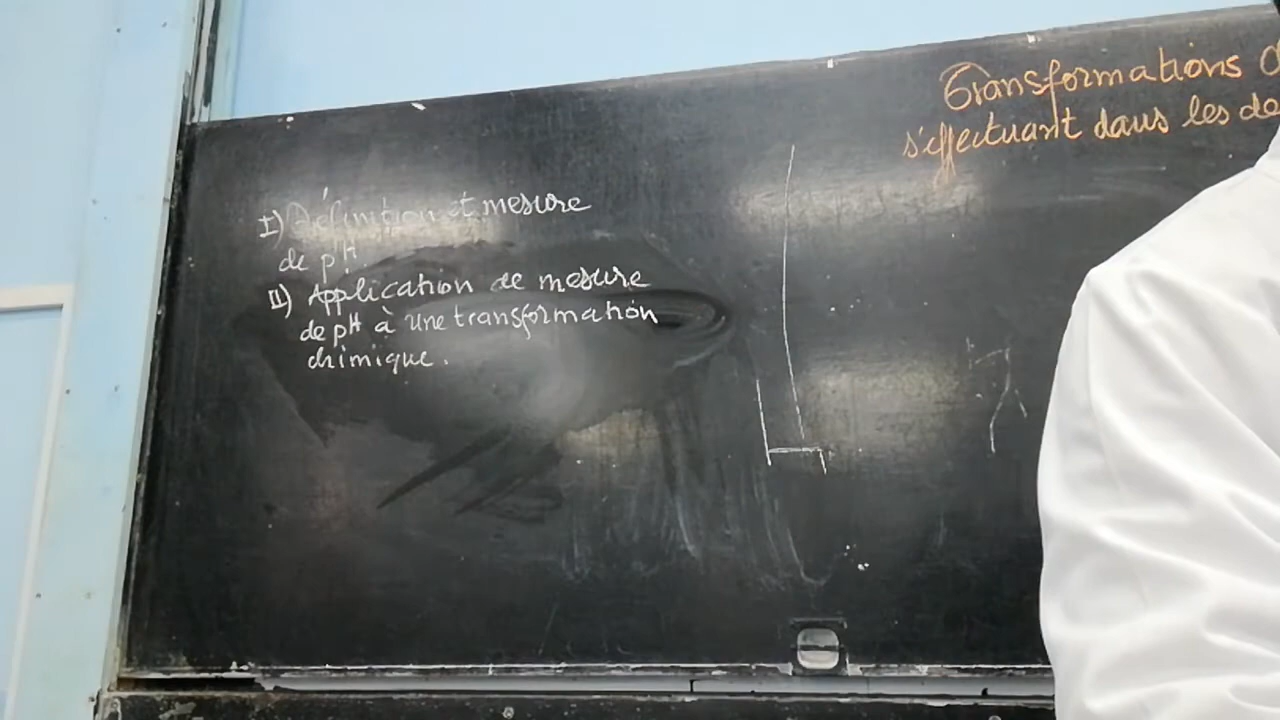 Transformations
s'effectuant dans les de
I) Définition et mesure
de pH.
II) Application de mesure
de pH à une transformation
chimique.